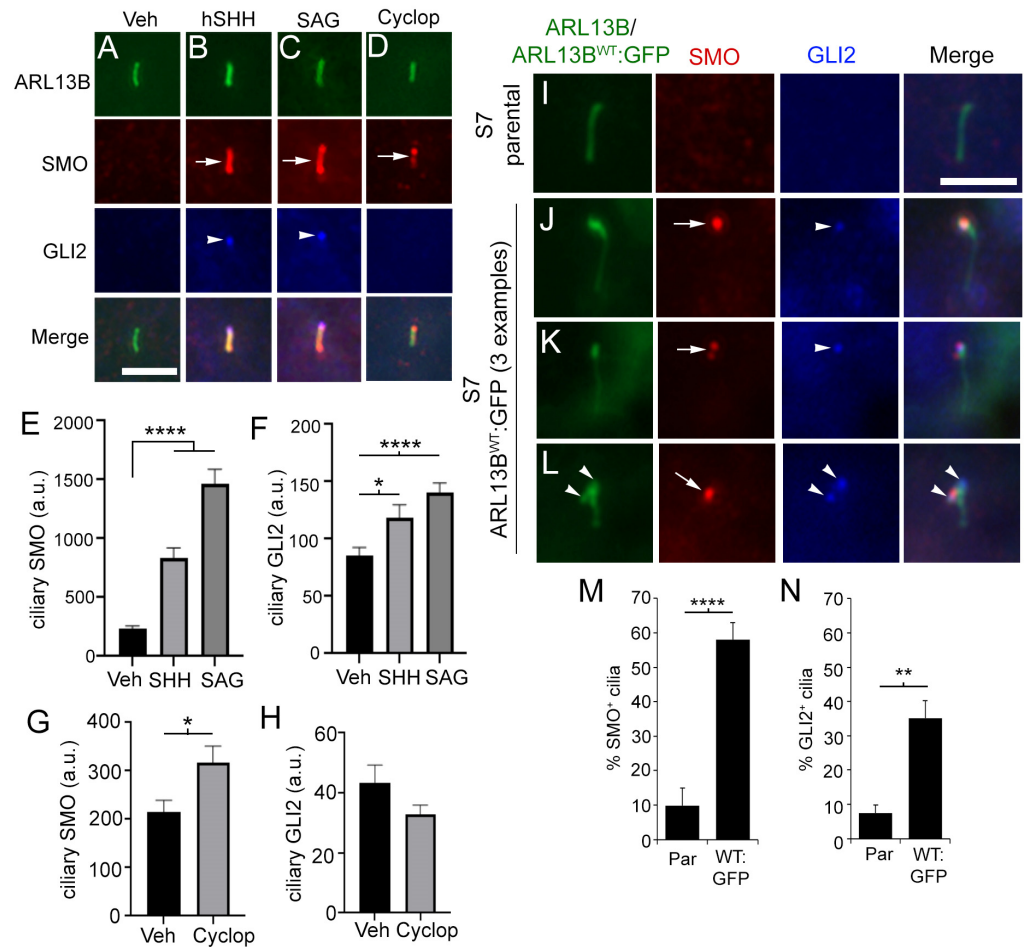 Veh hSHH SAG Cyclop
A B C D
ARL13B
SMO
GLI2
Merge
ARL13B/
ARL13BWT:GFP SMO GLI2 Merge
S7
parental
I
S7
ARL13BWT:GFP (3 examples)
J
K
L
E
ciliary SMO (a.u.)
2000
1500
1000
500
0
****
Veh SHH SAG
F
ciliary GLI2 (a.u.)
200
150
100
50
0
****
*
Veh SHH SAG
G
ciliary SMO (a.u.)
400
300
200
100
0
*
Veh Cyclop
H
ciliary GLI2 (a.u.)
60
40
20
0
Veh Cyclop
M
% SMO+ cilia
70
60
50
40
30
20
10
0
****
Par WT:
GFP
N
% GLI2+ cilia
70
60
50
40
30
20
10
0
**
Par WT:
GFP